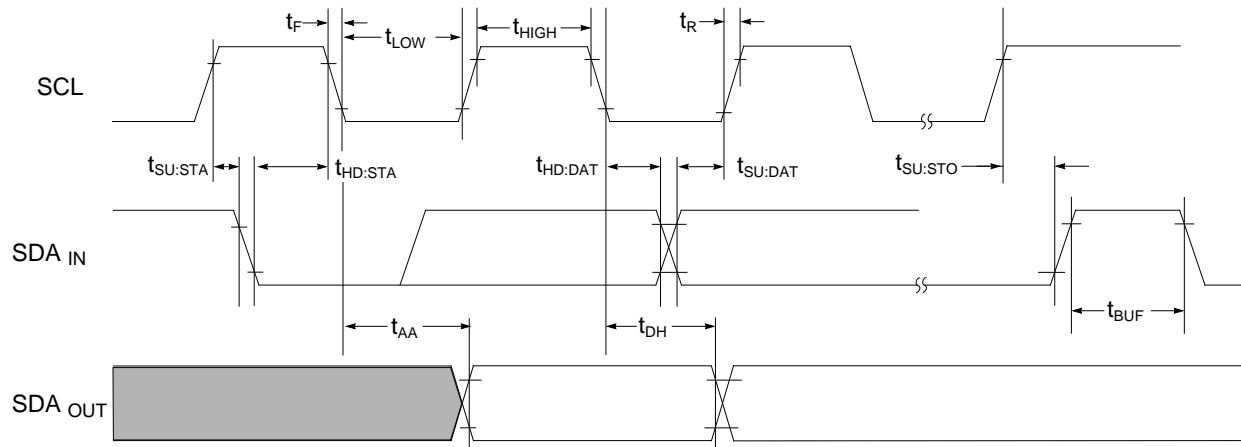 tF
tLOW
tHIGH
tR
SCL
tSU:STA
tHD:STA
tHD:DAT
tSU:DAT
tSU:STO
SDA IN
tAA
tDH
tBUF
SDA OUT